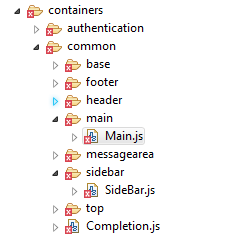 containers
authentication
common
base
footer
header
main
Main.js
messagearea
sidebar
SideBar.js
top
Completion.js